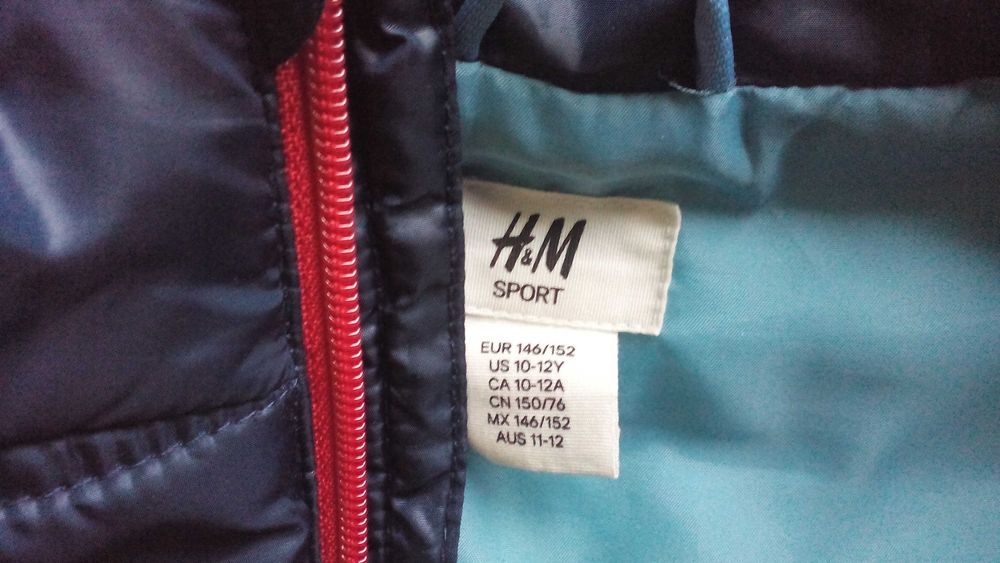 H&M
SPORT
EUR 146/152
US 10-12Y
CA 10-12A
CN 150/76
MX 146/152
AUS 11-12